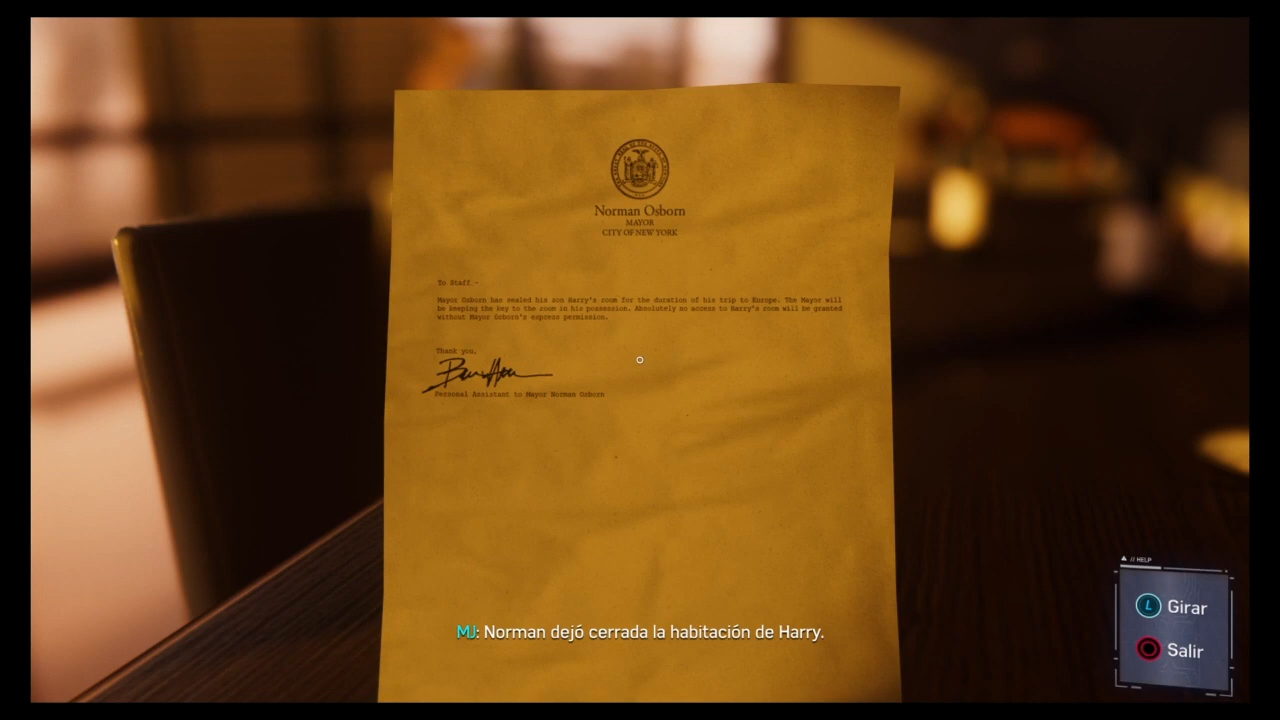 Norman Osborn
MAYOR
CITY OF NEW YORK
To Staff -
Mayor Osborn has sealed his son Harry's room for the duration of his trip to Europe. The Mayor will
be keeping the key to the room in his possession. Absolutely no access to Harry's room will be granted
without Mayor Osborn's express permission.
Thank you,
Personal Assistant to Mayor Norman Osborn
MJ: Norman dejó cerrada la habitación de Harry.
// HELP
L Girar
Salir